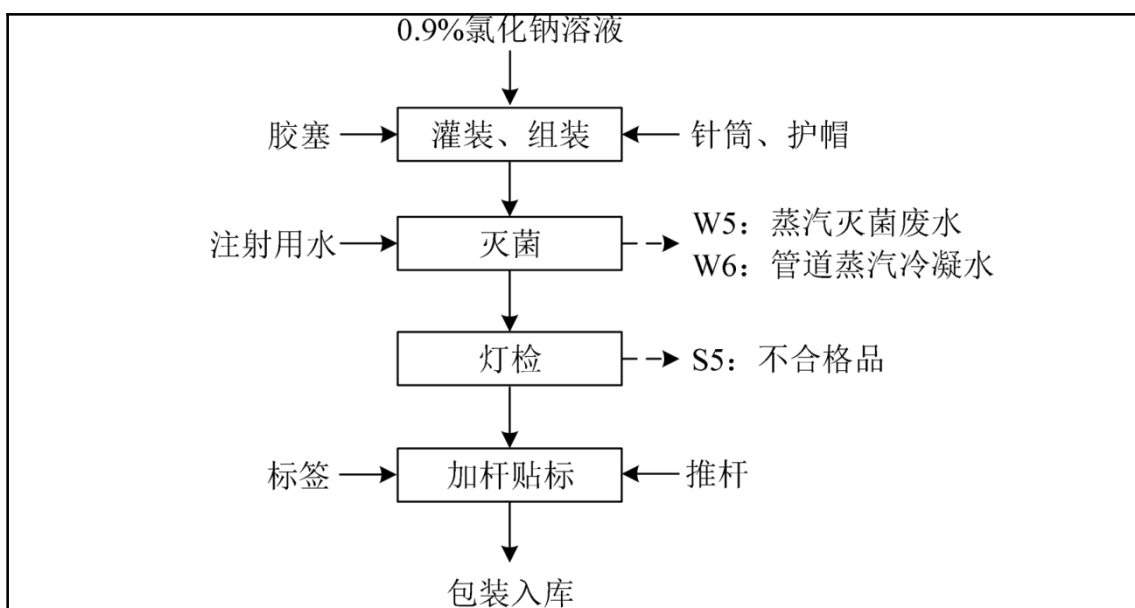 0.9%氯化钠溶液
胶塞
灌装、组装
针筒、护帽
注射用水
灭菌
W5：蒸汽灭菌废水
W6：管道蒸汽冷凝水
灯检
S5：不合格品
标签
加杆贴标
推杆
包装入库